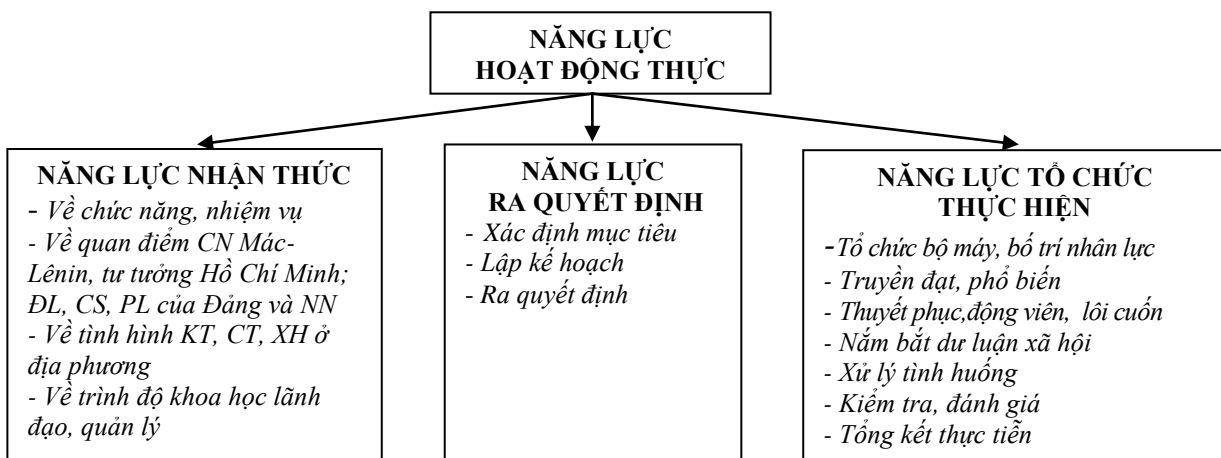 NĂNG LỰC
HOẠT ĐỘNG THỰC
NĂNG LỰC NHẬN THỨC
- Về chức năng, nhiệm vụ
- Về quan điểm CN Mác-
Lênin, tư tưởng Hồ Chí Minh;
ĐL, CS, PL của Đảng và NN
- Về tình hình KT, CT, XH ở
địa phương
- Về trình độ khoa học lãnh
đạo, quản lý
NĂNG LỰC
RA QUYẾT ĐỊNH
- Xác định mục tiêu
- Lập kế hoạch
- Ra quyết định
NĂNG LỰC TỔ CHỨC
THỰC HIỆN
-Tổ chức bộ máy, bố trí nhân lực
- Truyền đạt, phổ biến
- Thuyết phục,động viên, lôi cuốn
- Nắm bắt dư luận xã hội
- Xử lý tình huống
- Kiểm tra, đánh giá
- Tổng kết thực tiễn